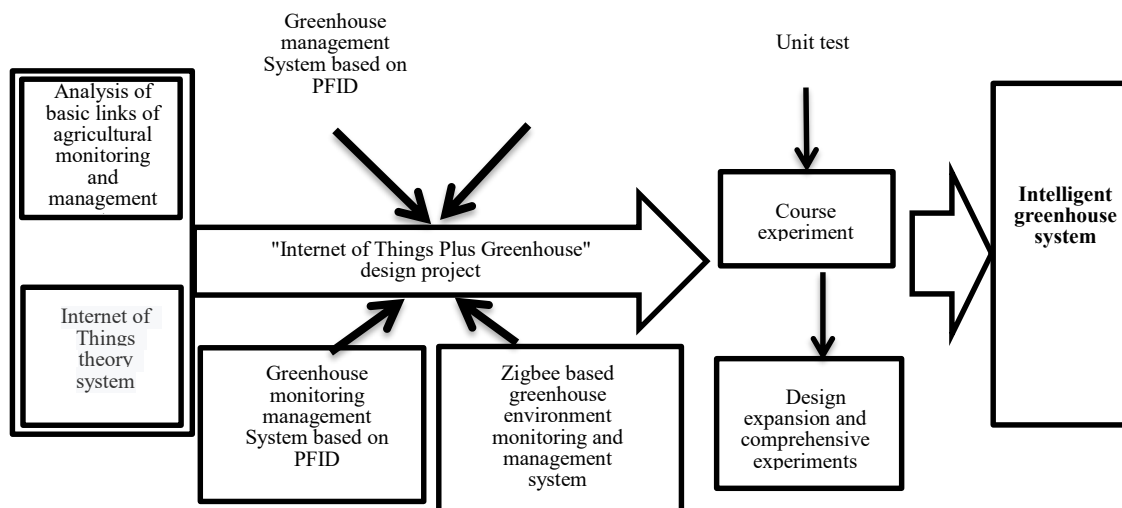 Greenhouse
management
System based on
PFID
Unit test
Analysis of
basic links of
agricultural
monitoring
and
management
Internet of
Things
theory
system
"Internet of Things Plus Greenhouse"
design project
Greenhouse
monitoring
management
System based on
PFID
Zigbee based
greenhouse
environment
monitoring and
management
system
Course
experiment
Design
expansion and
comprehensive
experiments
Intelligent
greenhouse
system